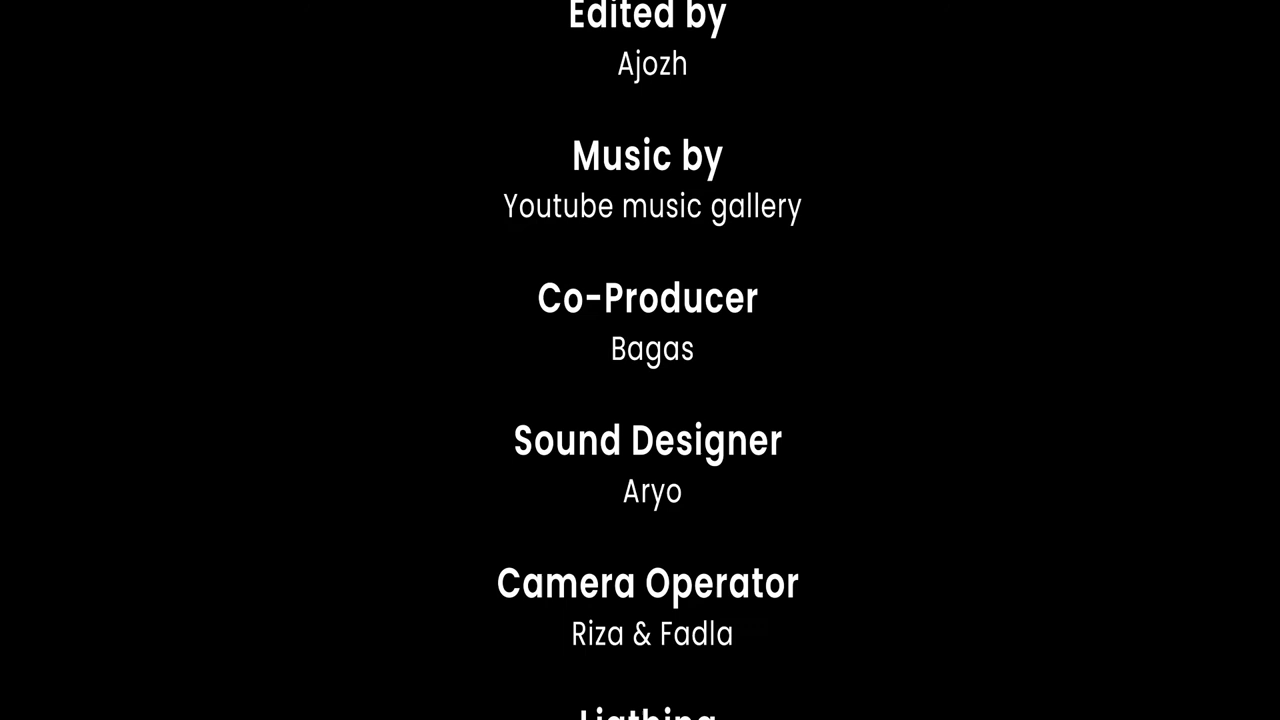 Edited by
Ajozh
Music by
Youtube music gallery
Co-Producer
Bagas
Sound Designer
Aryo
Camera Operator
Riza & Fadla